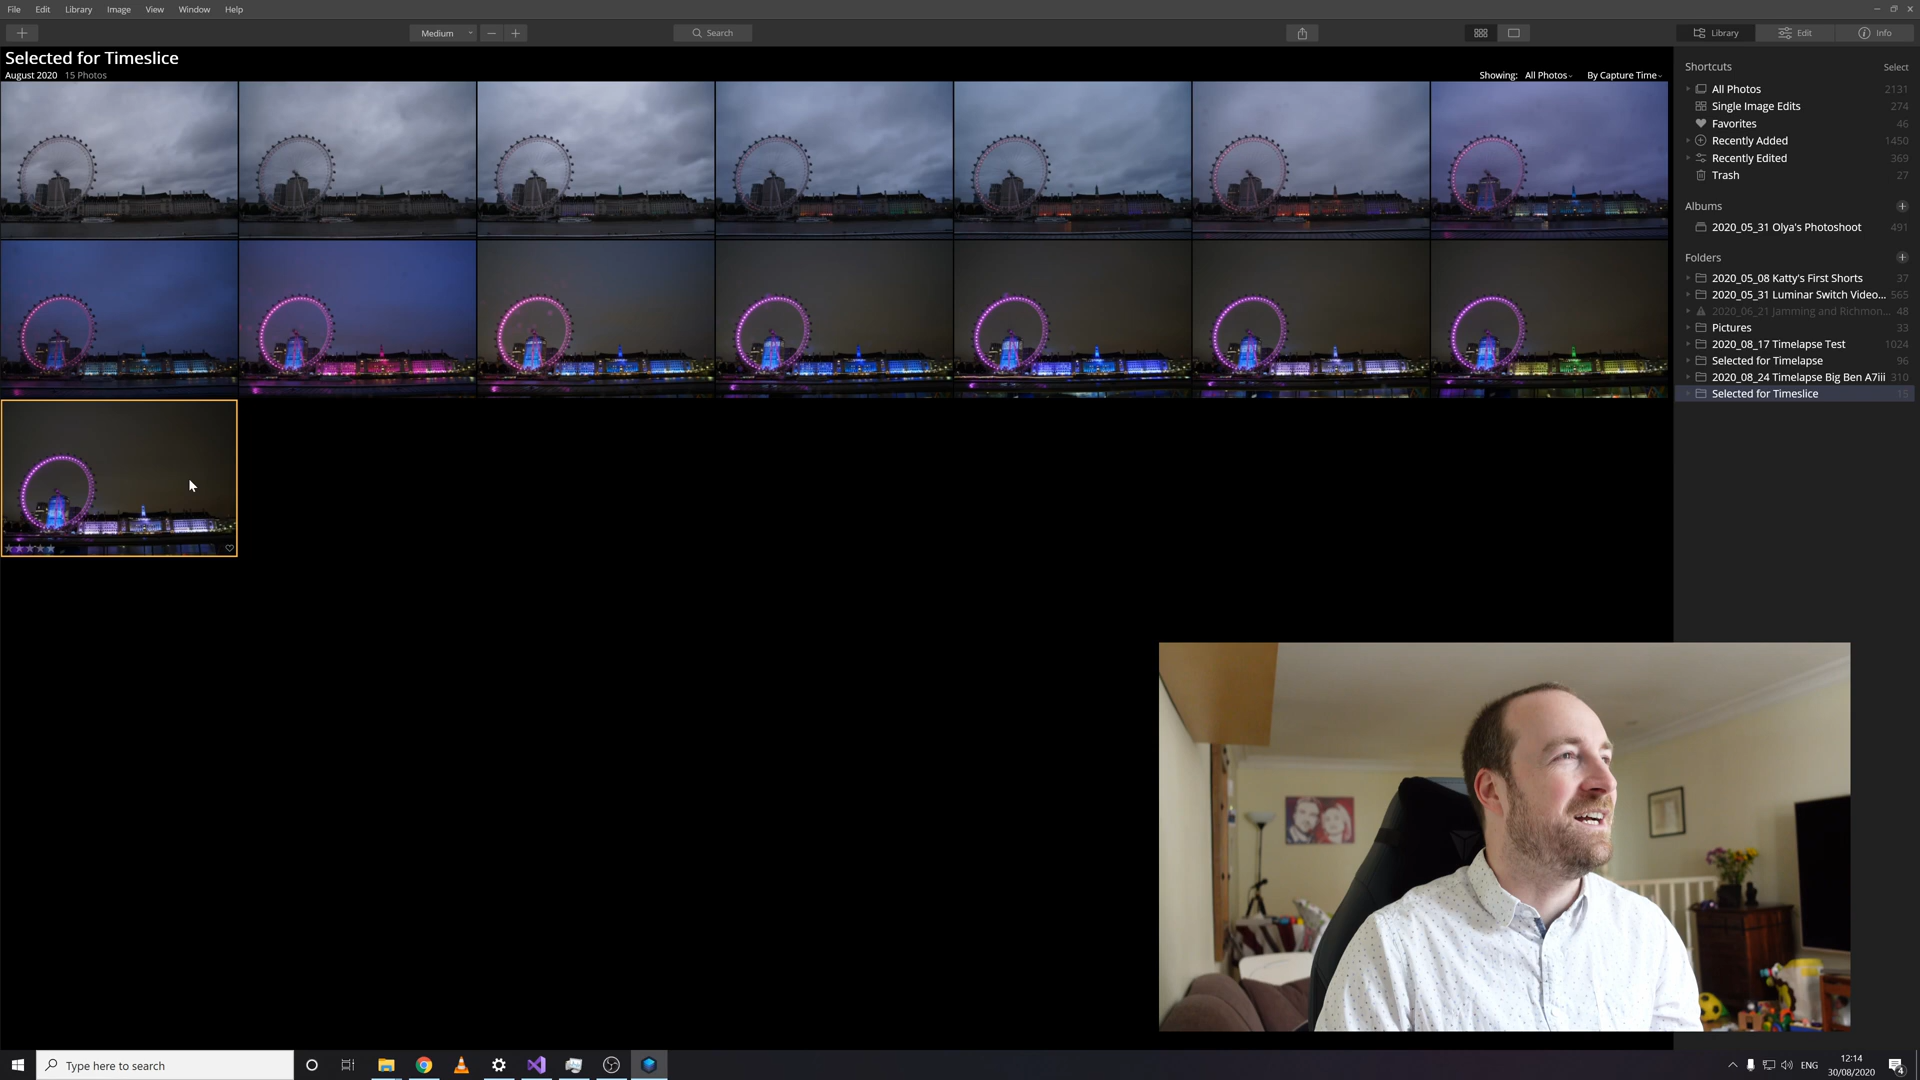 File Edit Library Image View Window Help
Medium Search Library Edit Info
Selected for Timeslice
August 2020 15 Photos
Showing: All Photos By Capture Time
Shortcuts Select
All Photos 2131
Single Image Edits 274
Favorites 46
Recently Added 1450
Recently Edited 369
Trash 27
Albums
2020_05_31 Olya's Photoshoot 491
Folders
2020_05_08 Katty's First Shorts 37
2020_05_31 Luminar Switch Video... 565
2020_06_21 Jamming and Richmon... 48
Pictures 33
2020_08_17 Timelapse Test 1024
Selected for Timelapse 96
2020_08_24 Timelapse Big Ben A7iii 310
Selected for Timeslice 15
Type here to search
ENG
12:14
30/08/2020
4